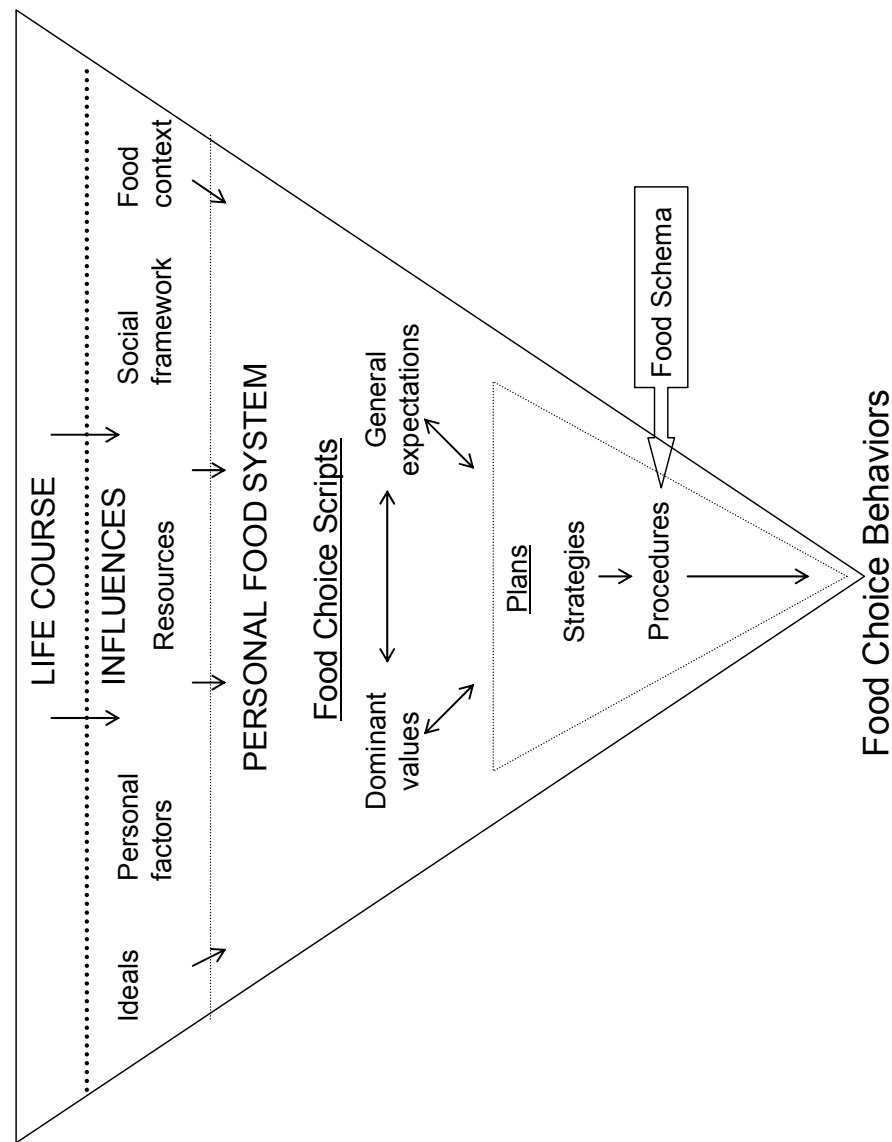 LIFE COURSE
INFLUENCES
Ideals
Personal
factors
Resources
Social
framework
Food
context
PERSONAL FOOD SYSTEM
Food Choice Scripts
Dominant
values
General
expectations
Plans
Strategies
Procedures
Food Schema
Food Choice Behaviors